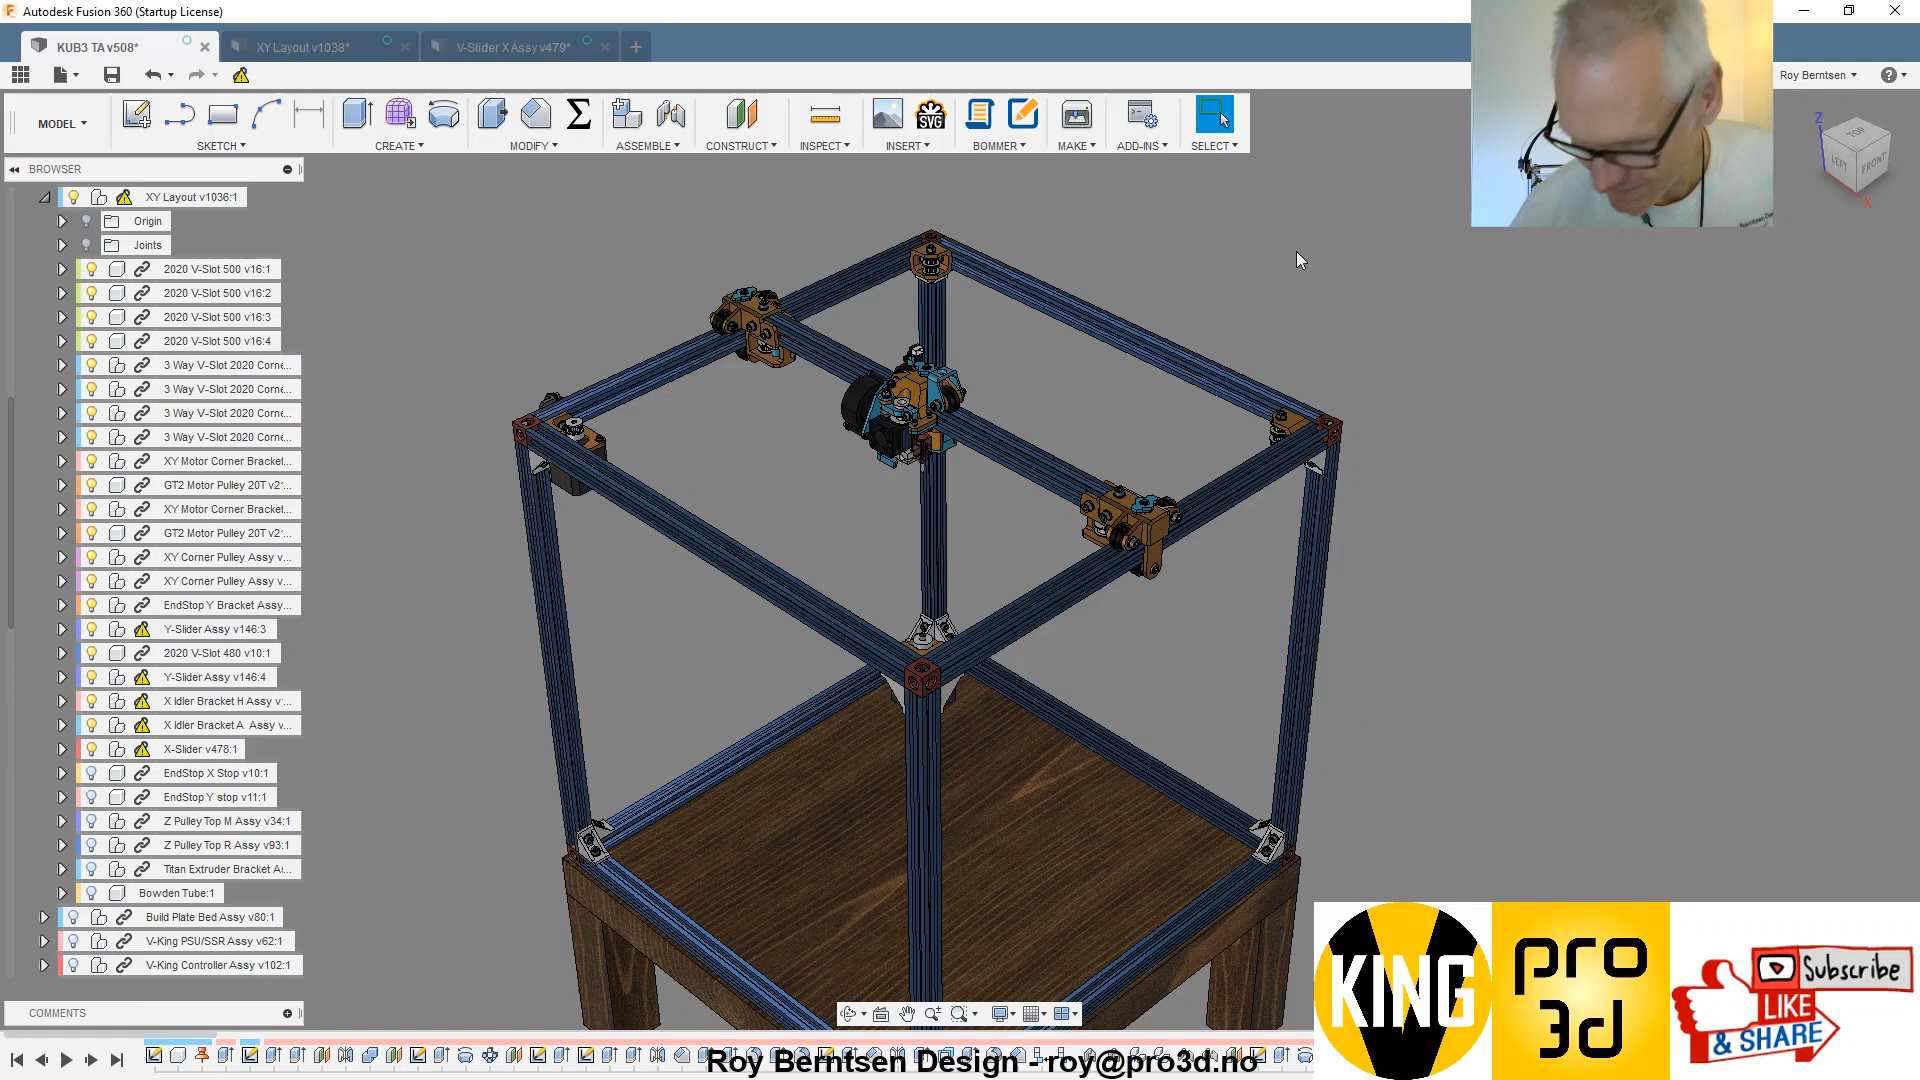 Autodesk Fusion 360 (Startup License)
KUB3 TA v508*
XY Layout v1038*
V-Slider X Assy v479*
Roy Berntsen
MODEL
SKETCH
CREATE
MODIFY
ASSEMBLE
CONSTRUCT
INSPECT
INSERT
SVG
BOMMER
MAKE
ADD-INS
SELECT
Z
TOP
LEFT
FRONT
X
BROWSER
XY Layout v1036:1
Origin
Joints
2020 V-Slot 500 v16:1
2020 V-Slot 500 v16:2
2020 V-Slot 500 v16:3
2020 V-Slot 500 v16:4
3 Way V-Slot 2020 Corne...
3 Way V-Slot 2020 Corne...
3 Way V-Slot 2020 Corne...
3 Way V-Slot 2020 Corne...
XY Motor Corner Bracket...
GT2 Motor Pulley 20T v2...
XY Motor Corner Bracket...
GT2 Motor Pulley 20T v2...
XY Corner Pulley Assy v...
XY Corner Pulley Assy v...
EndStop Y Bracket Assy...
Y-Slider Assy v146:3
2020 V-Slot 480 v10:1
Y-Slider Assy v146:4
X Idler Bracket H Assy v...
X Idler Bracket A Assy v...
X-Slider v478:1
EndStop X Stop v10:1
EndStop Y stop v11:1
Z Pulley Top M Assy v34:1
Z Pulley Top R Assy v93:1
Titan Extruder Bracket A...
Bowden Tube:1
Build Plate Bed Assy v80:1
V-King PSU/SSR Assy v62:1
V-King Controller Assy v102:1
COMMENTS
KING
pro
3d
Subscribe
LIKE
& SHARE
Roy Berntsen Design - roy@pro3d.no